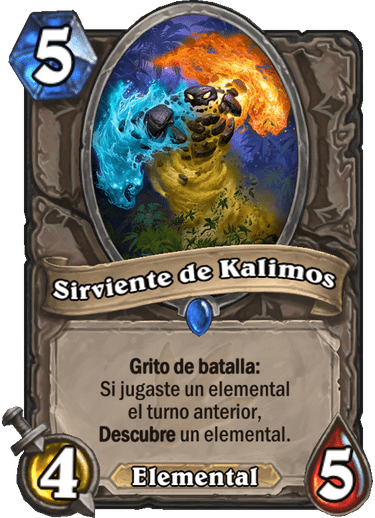 5
Sirviente de Kalimos
Grito de batalla:
Si jugaste un elemental
el turno anterior,
Descubre un elemental.
4
Elemental
5